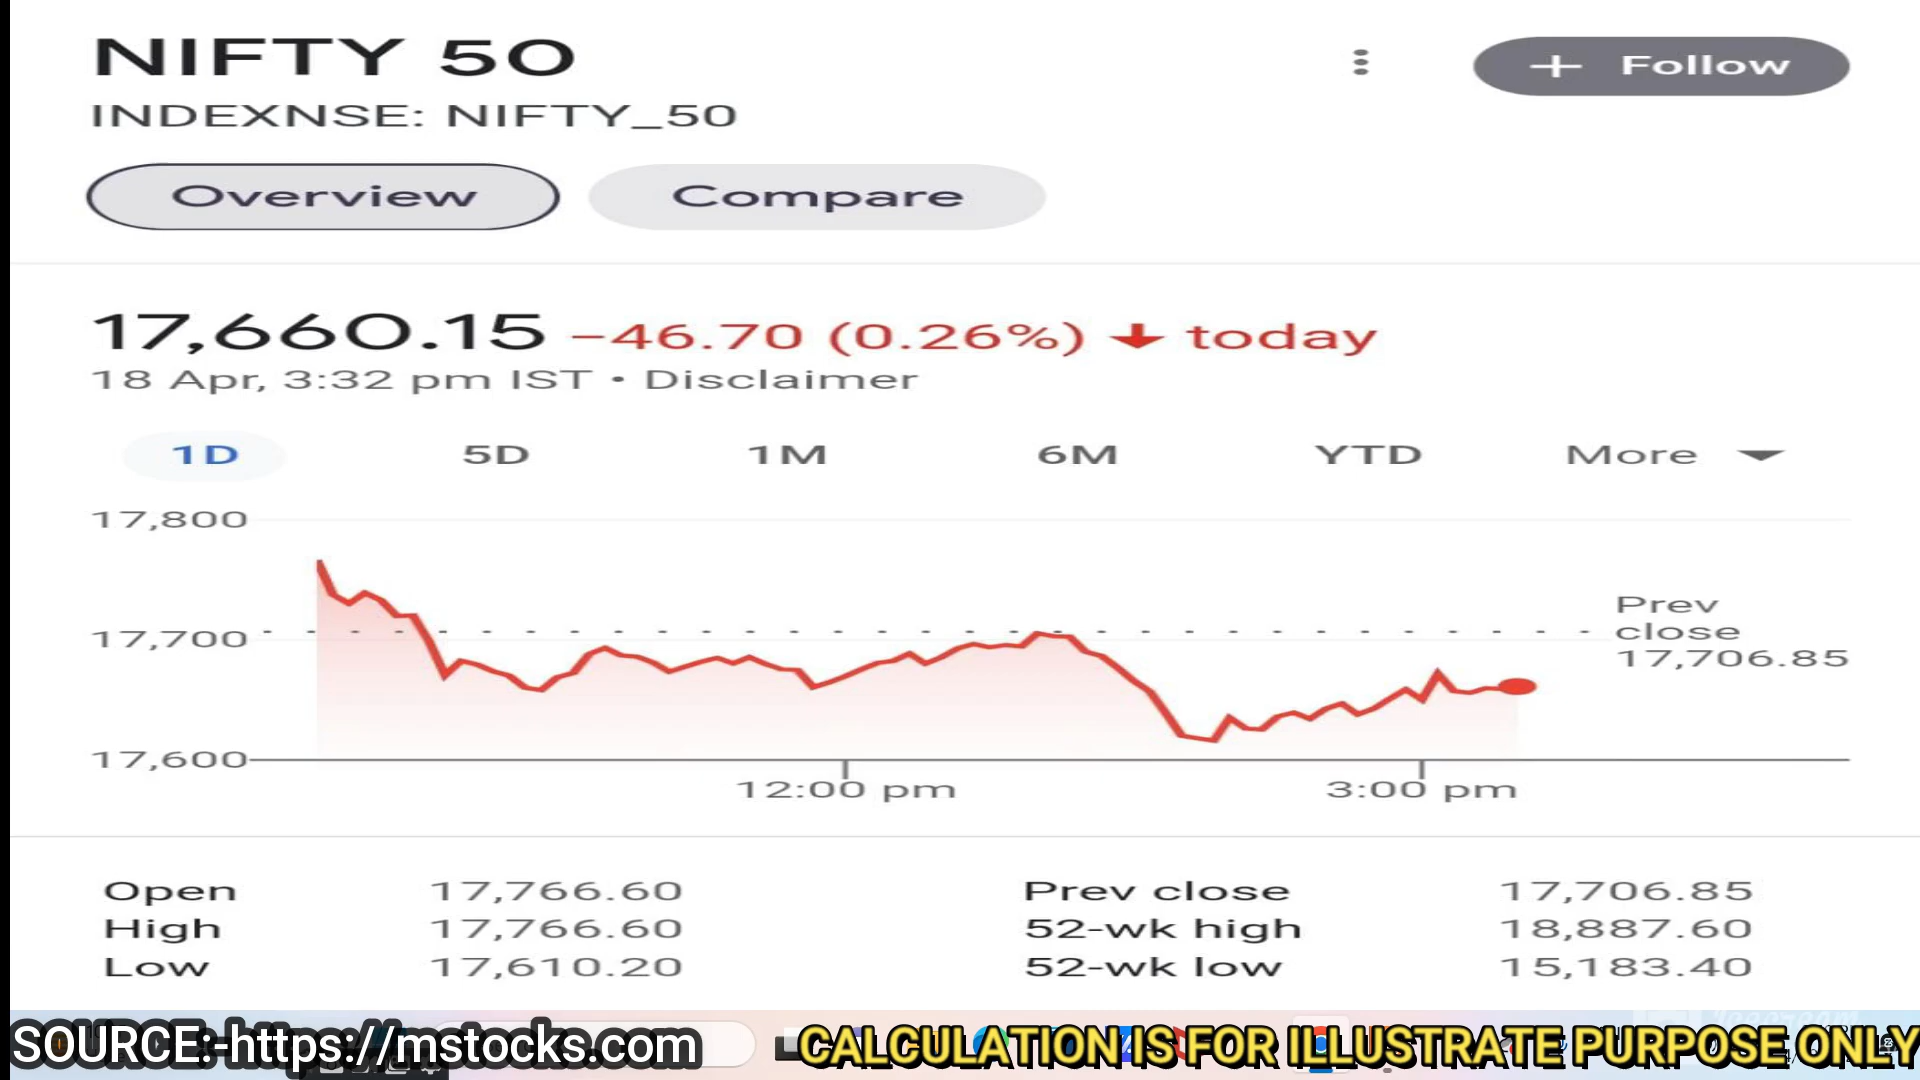 NIFTY 50
+ Follow
INDEXNSE: NIFTY_50
Overview
Compare
17,660.15 -46.70 (0.26%) ↓ today
18 Apr, 3:32 pm IST • Disclaimer
1D 5D 1M 6M YTD More
17,800
17,700
17,600
Prev
close
17,706.85
12:00 pm 3:00 pm
Open 17,766.60 Prev close 17,706.85
High 17,766.60 52-wk high 18,887.60
Low 17,610.20 52-wk low 15,183.40
SOURCE:-https://mstocks.com
CALCULATION IS FOR ILLUSTRATE PURPOSE ONLY